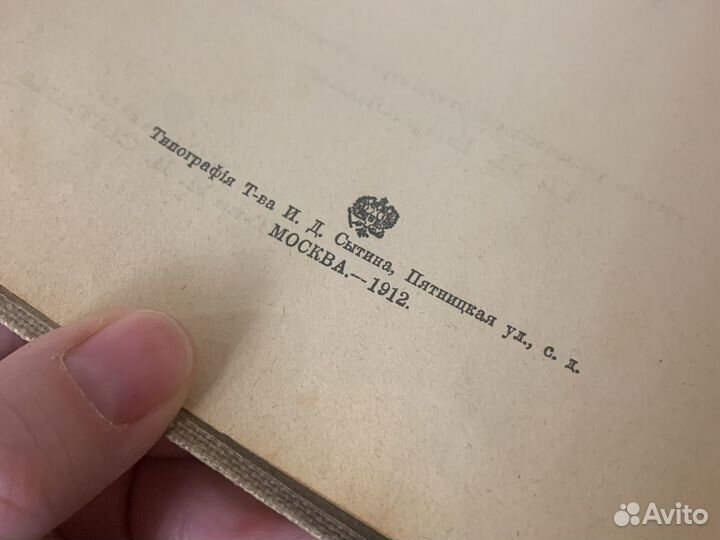 Типографія Т-ва И. Д. Сытина, Пятницкая ул., с. д.
МОСКВА.—1912.
Avito